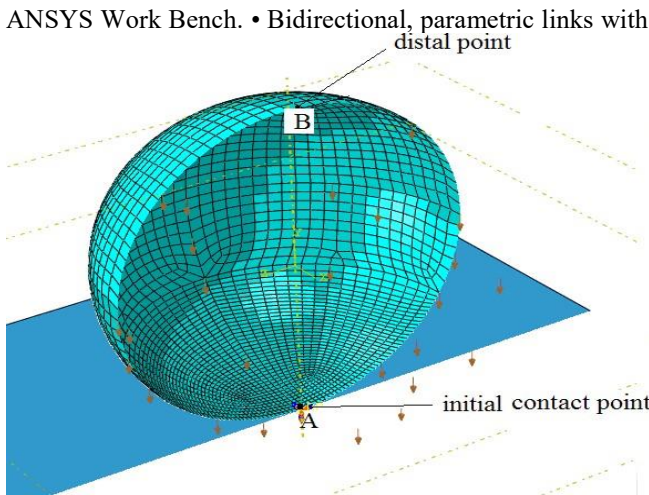 ANSYS Work Bench. • Bidirectional, parametric links with
distal point
B
Y
initial contact point
A